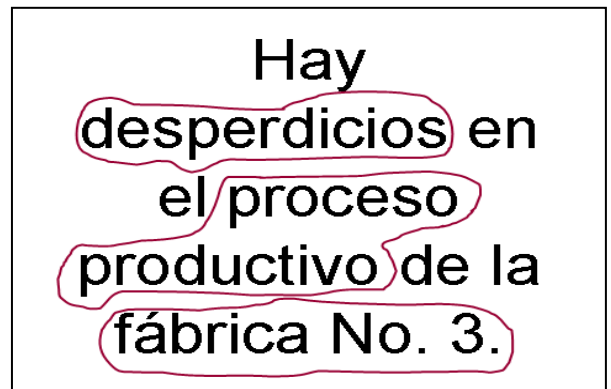 Hay
desperdicios en
el proceso
productivo de la
fábrica No. 3.